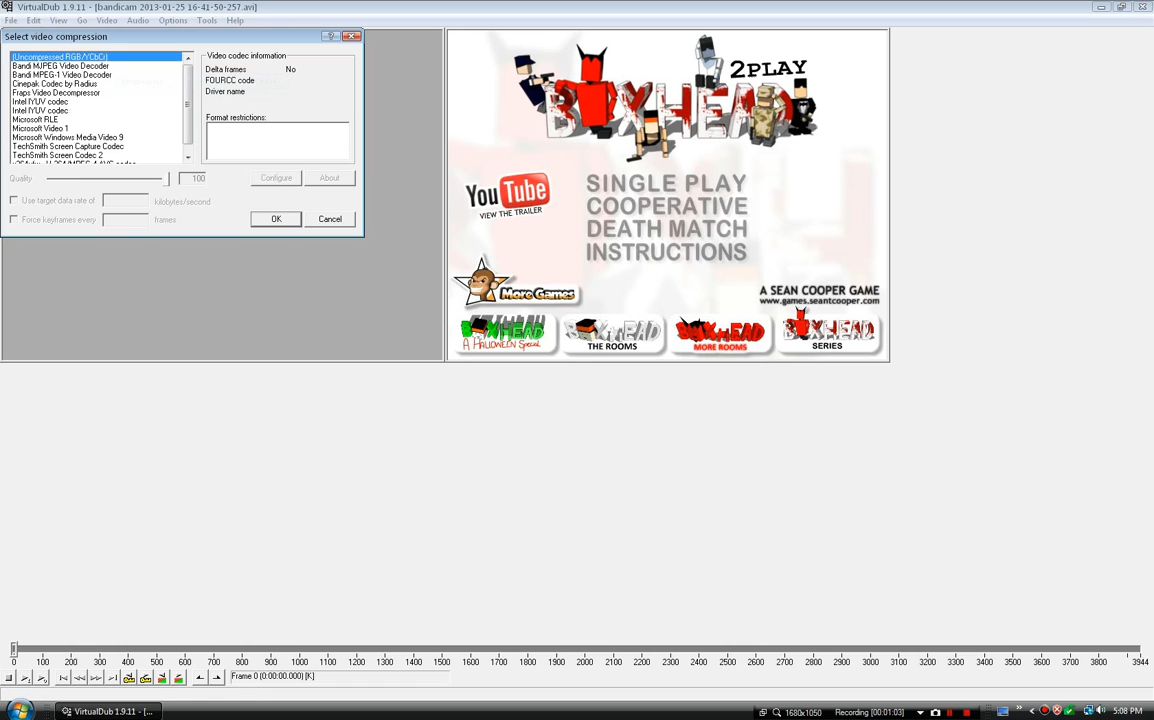 VirtualDub 1.9.11 - [bandicam 2013-01-25 16-41-50-257.avi]
File Edit View Go Video Audio Options Tools Help
Select video compression
(Uncompressed RGB/YCbCr)
Bandi MJPEG Video Decoder
Bandi MPEG-1 Video Decoder
Cinepak Codec by Radius
Fraps Video Decompressor
Intel IYUV codec
Intel IYUV codec
Microsoft RLE
Microsoft Video 1
Microsoft Windows Media Video 9
TechSmith Screen Capture Codec
TechSmith Screen Codec 2
Video codec information
Delta frames No
FOURCC code
Driver name
Format restrictions:
Quality 100 Configure About
Use target data rate of kilobytes/second
Force keyframes every frames OK Cancel
2PLAY
BOXHEAD
YouTube
VIEW THE TRAILER
SINGLE PLAY
COOPERATIVE
DEATH MATCH
INSTRUCTIONS
More Games
A SEAN COOPER GAME
www.games.seantcooper.com
BOXHEAD
A HALLOWEEN Special
BOXHEAD
THE ROOMS
BOXHEAD
MORE ROOMS
BOXHEAD
SERIES
0 100 200 300 400 500 600 700 800 900 1000 1100 1200 1300 1400 1500 1600 1700 1800 1900 2000 2100 2200 2300 2400 2500 2600 2700 2800 2900 3000 3100 3200 3300 3400 3500 3600 3700 3800 3944
Frame 0 (0:00:00.000) [K]
VirtualDub 1.9.11 - [...
1680x1050 Recording [00:01:03] 5:08 PM